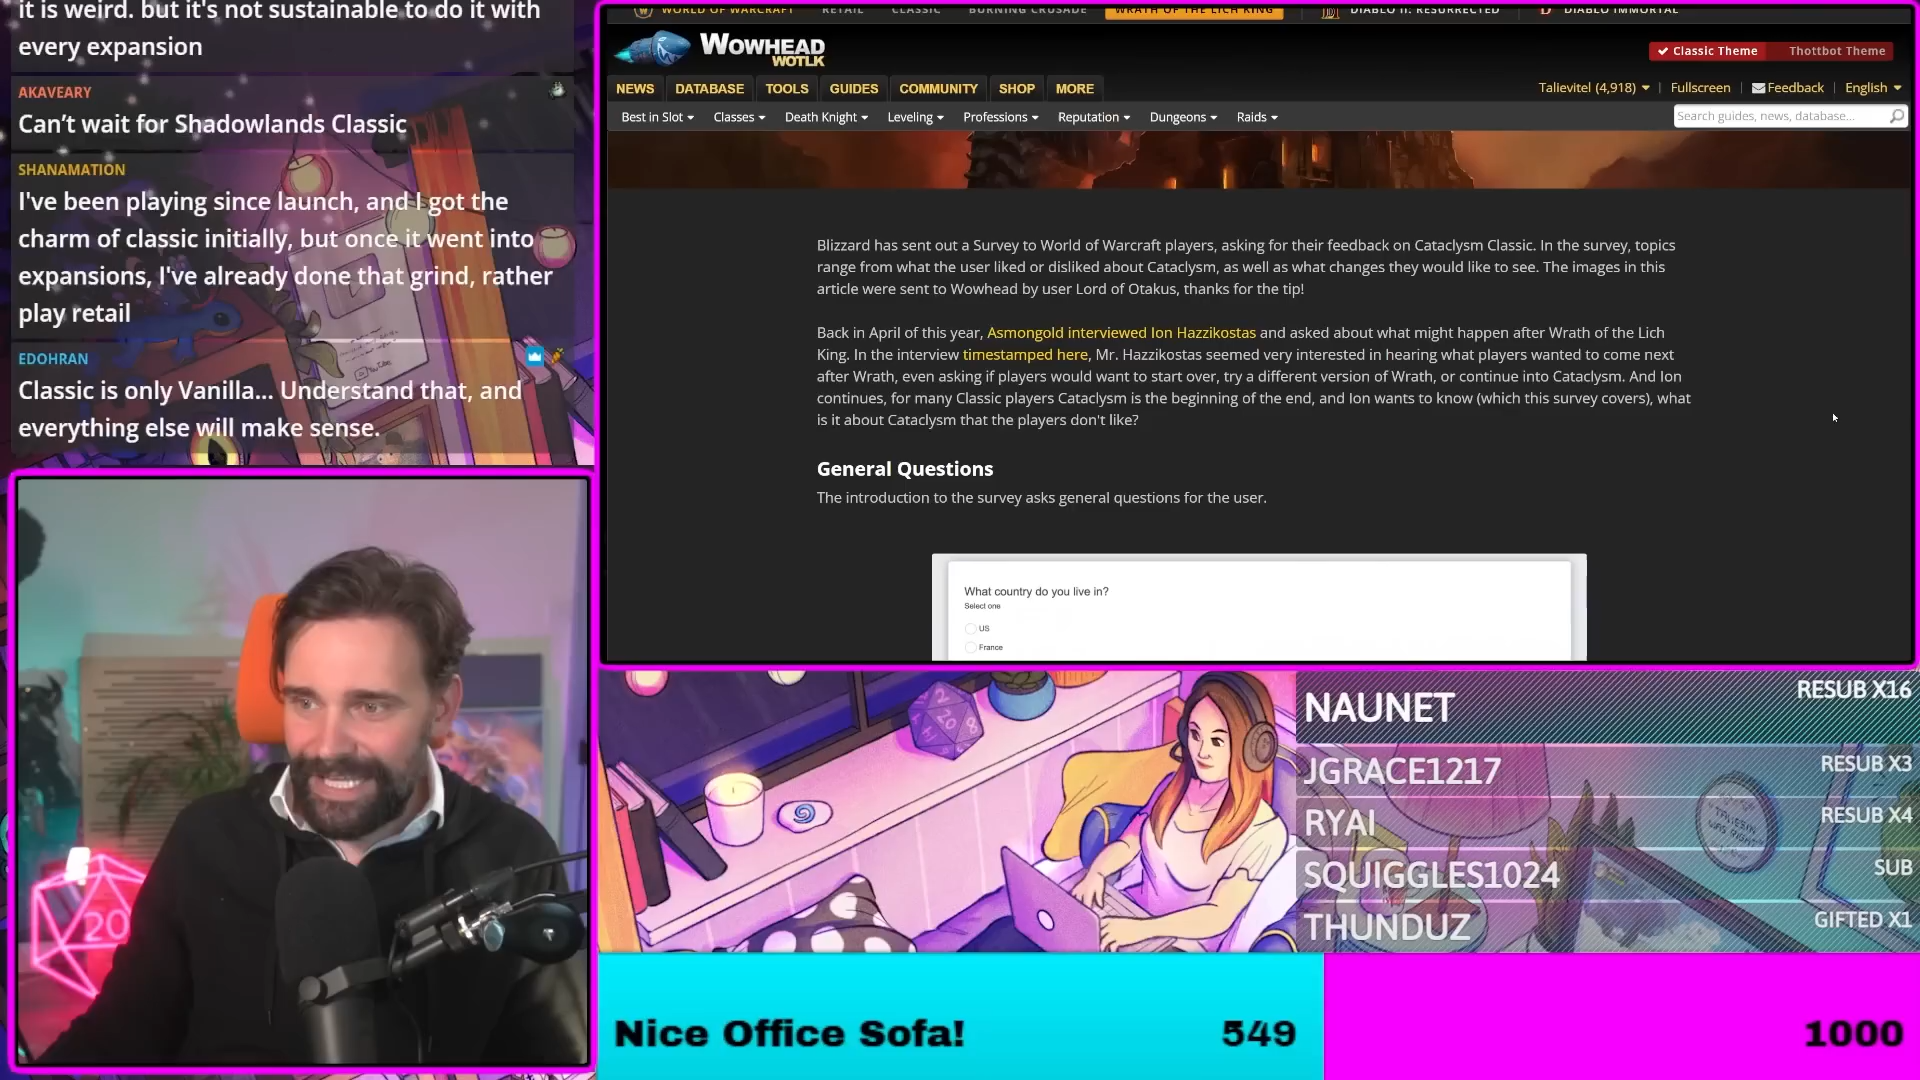 it is weird. but it's not sustainable to do it with
every expansion
AKAVEARY
Can't wait for Shadowlands Classic
SHANAMATION
I've been playing since launch, and I got the
charm of classic initially, but once it went into
expansions, I've already done that grind, rather
play retail
EDOHRAN
Classic is only Vanilla... Understand that, and
everything else will make sense.
WORLD OF WARCRAFT RETAIL CLASSIC BURNING CRUSADE WRATH OF THE LICH KING DIABLO II: RESURRECTED DIABLO IMMORTAL
WOWHEAD
WOTLK
Classic Theme Thottbot Theme
NEWS DATABASE TOOLS GUIDES COMMUNITY SHOP MORE
Talievitel (4,918) | Fullscreen | Feedback | English
Best in Slot Classes Death Knight Leveling Professions Reputation Dungeons Raids
Search guides, news, database...
Blizzard has sent out a Survey to World of Warcraft players, asking for their feedback on Cataclysm Classic. In the survey, topics
range from what the user liked or disliked about Cataclysm, as well as what changes they would like to see. The images in this
article were sent to Wowhead by user Lord of Otakus, thanks for the tip!
Back in April of this year, Asmongold interviewed Ion Hazzikostas and asked about what might happen after Wrath of the Lich
King. In the interview timestamped here, Mr. Hazzikostas seemed very interested in hearing what players wanted to come next
after Wrath, even asking if players would want to start over, try a different version of Wrath, or continue into Cataclysm. And Ion
continues, for many Classic players Cataclysm is the beginning of the end, and Ion wants to know (which this survey covers), what
is it about Cataclysm that the players don't like?
General Questions
The introduction to the survey asks general questions for the user.
What country do you live in?
Select one
US
France
20
20
8
2
NAUNET RESUB X16
JGRACE1217 RESUB X3
RYAI RESUB X4
SQUIGGLES1024 SUB
THUNDUZ GIFTED X1
Nice Office Sofa! 549
1000